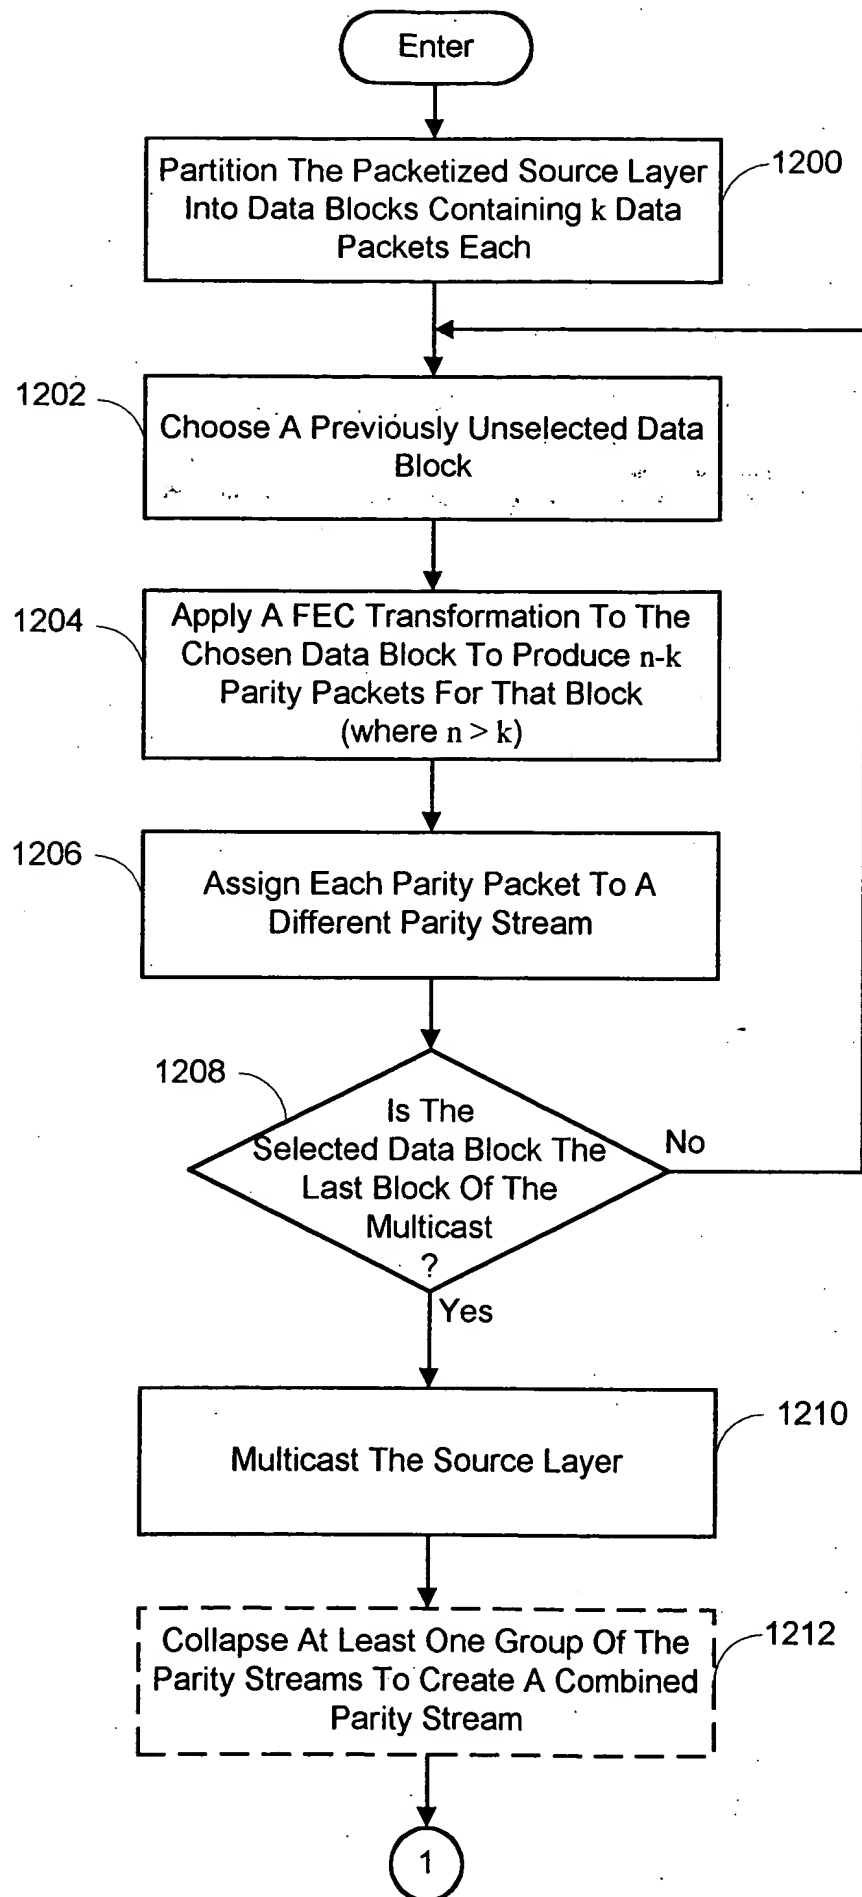 Enter
Partition The Packetized Source Layer
Into Data Blocks Containing k Data
Packets Each
1200
1202
Choose A Previously Unselected Data
Block
1204
Apply A FEC Transformation To The
Chosen Data Block To Produce n-k
Parity Packets For That Block
(where n > k)
1206
Assign Each Parity Packet To A
Different Parity Stream
1208
Is The
Selected Data Block The
Last Block Of The
Multicast
?
No
Yes
1210
Multicast The Source Layer
1212
Collapse At Least One Group Of The
Parity Streams To Create A Combined
Parity Stream
1